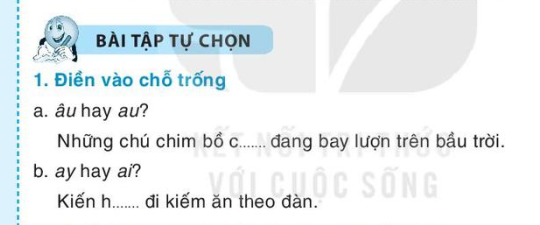 BÀI TẬP TỰ CHỌN
1. Điền vào chỗ trống
a. âu hay au?
Những chú chim bồ c....... đang bay lượn trên bầu trời.
b. ay hay ai?
Kiến h....... đi kiếm ăn theo đàn.
KẾT NỐI TRI THỨC
VỚI CUỘC SỐNG